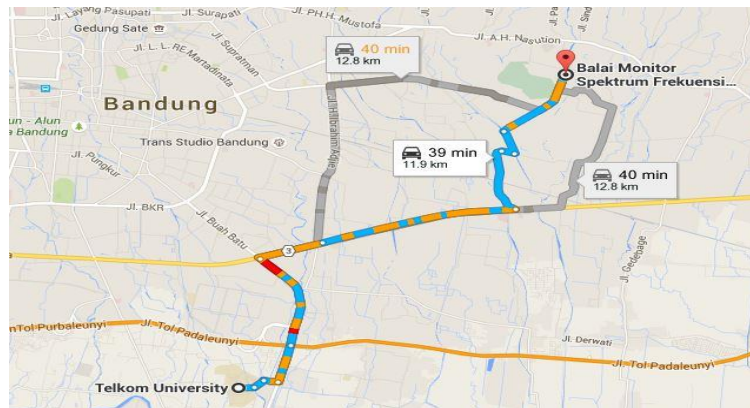 Jl. Layang Pasupati
Jl. Surapati
Jl. PH.H. Mustofa
Gedung Sate
Jl. L. L. RE Martadinata
Jl. Supratman
Jl. A.H. Nasution
40 min
12.8 km
Balai Monitor
Spektrum Frekuensi...
Bandung
Alun
Bandung
Trans Studio Bandung
Jl. Pungkur
39 min
11.9 km
40 min
12.8 km
Jl. BKR
Jl. Buah Batu
3
Jl. Gedebage
Tol Purbaleunyi
Jl. Tol Padaleunyi
Jl. Derwati
Jl. Tol Padaleunyi
Telkom University